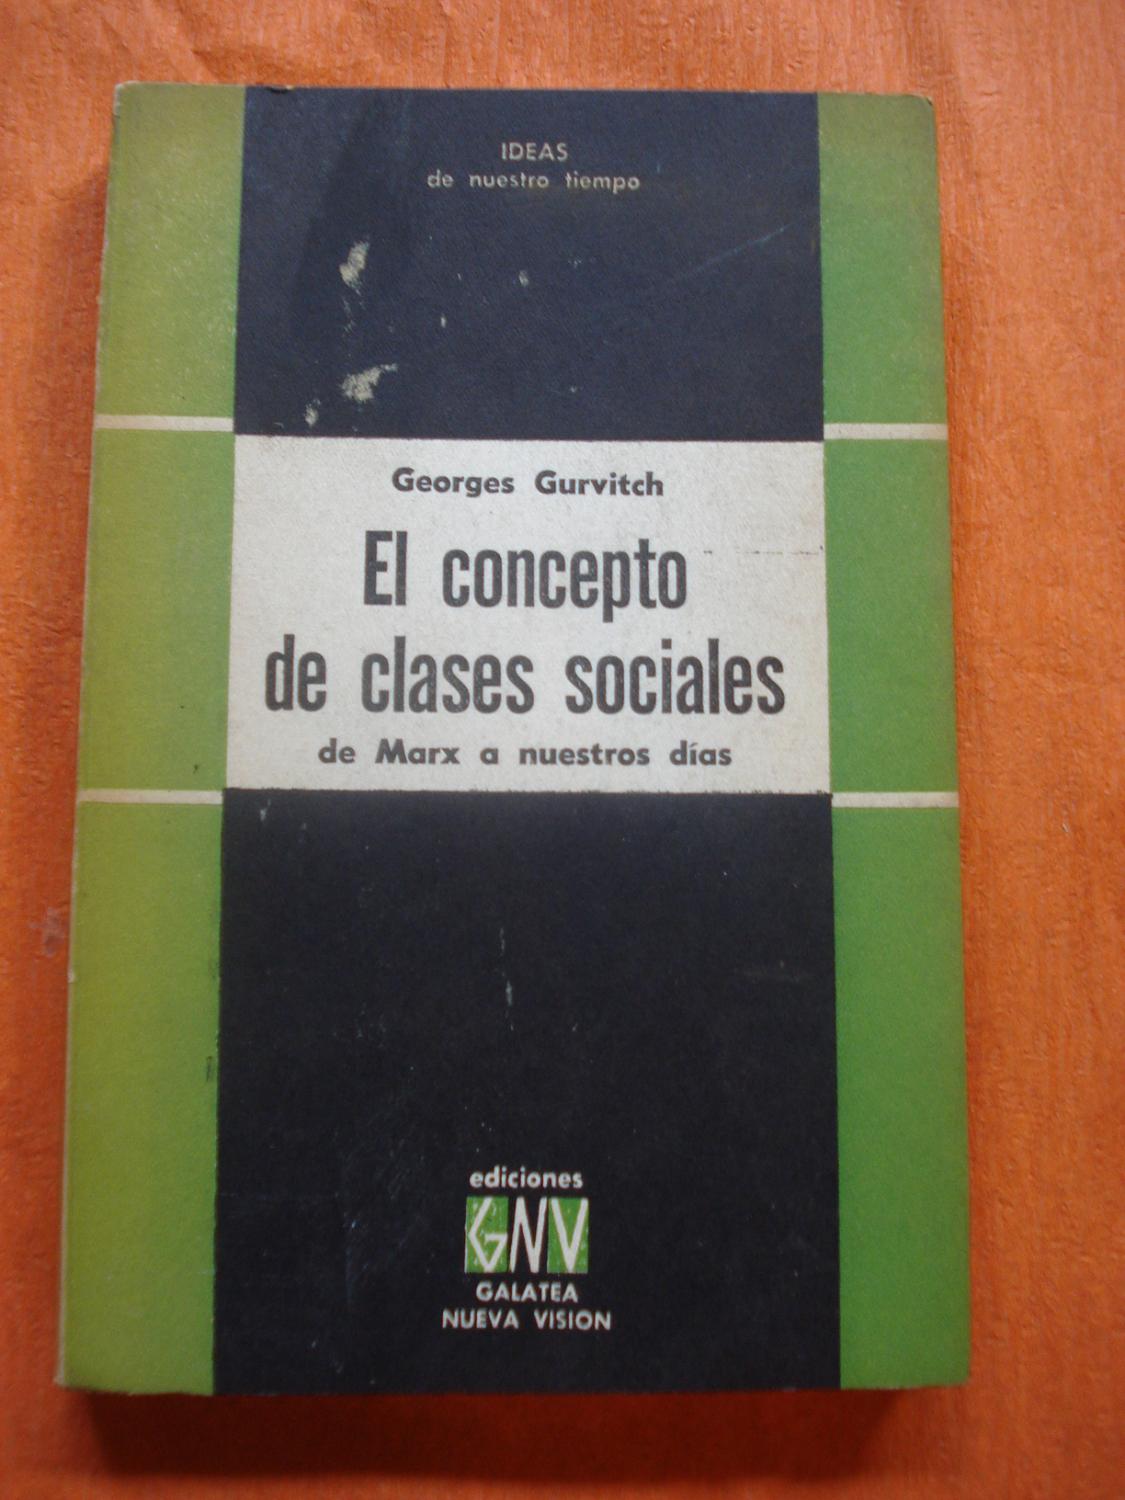 IDEAS
de nuestro tiempo
Georges Gurvitch
El concepto
de clases sociales
de Marx a nuestros días
ediciones
GNV
GALATEA
NUEVA VISION